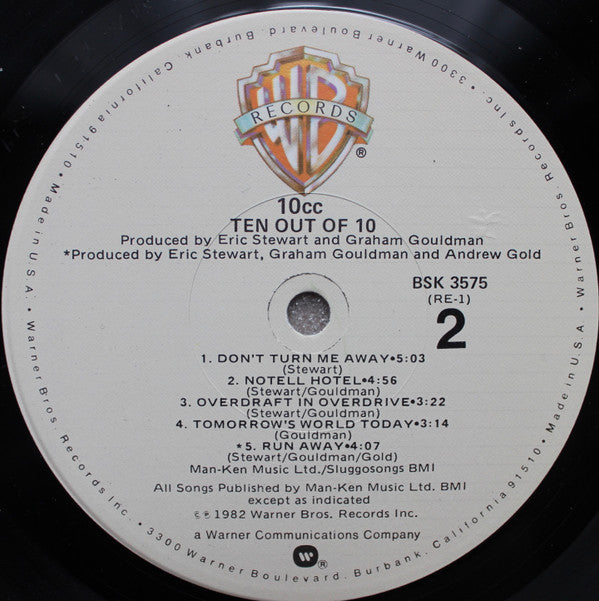 WB
RECORDS
®
10cc
TEN OUT OF 10
Produced by Eric Stewart and Graham Gouldman
*Produced by Eric Stewart, Graham Gouldman and Andrew Gold
BSK 3575
(RE-1)
2
1. DON'T TURN ME AWAY•5:03
(Stewart)
2. NOTELL HOTEL•4:56
(Stewart/Gouldman)
3. OVERDRAFT IN OVERDRIVE•3:22
(Stewart/Gouldman)
4. TOMORROW'S WORLD TODAY•3:14
(Gouldman)
*5. RUN AWAY•4:07
(Stewart/Gouldman/Gold)
Man-Ken Music Ltd./Sluggosongs BMI
All Songs Published by Man-Ken Music Ltd. BMI
except as indicated
©℗ 1982 Warner Bros. Records Inc.
a Warner Communications Company
W®
Warner Bros. Records Inc. • 3300 Warner Boulevard, Burbank, California 91510 • Made in U.S.A. •
Warner Bros. Records Inc. • 3300 Warner Boulevard, Burbank, California 91510 • Made in U.S.A. •